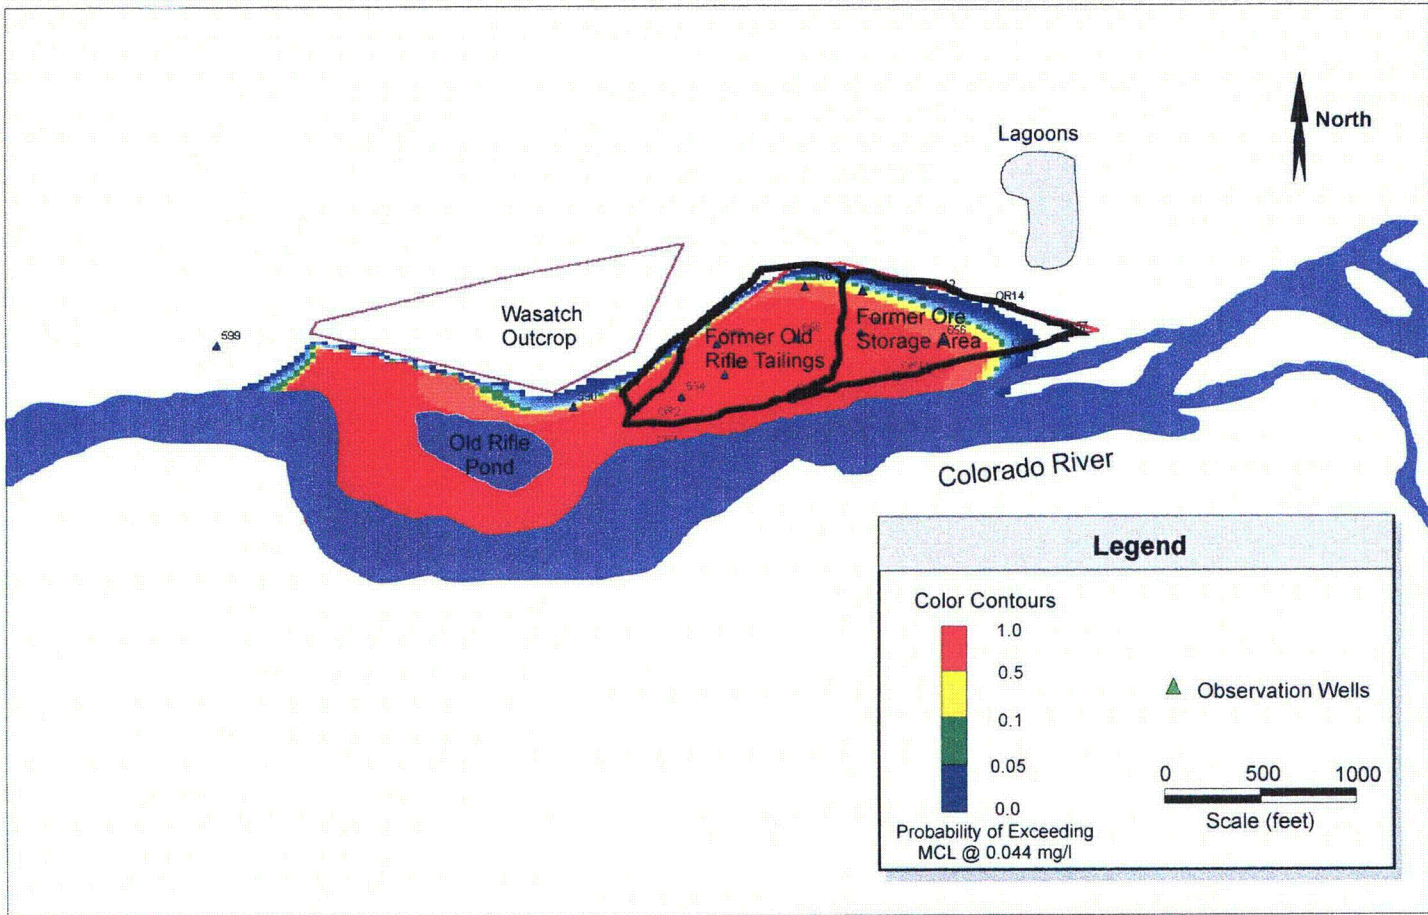 Lagoons
North
OR14
Wasatch
Outcrop
599
Former Ore
Storage Area
656
Former Old
Rifle Tailings
Old Rifle
Pond
Colorado River
Legend
Color Contours
1.0
0.5
0.1
0.05
0.0
Probability of Exceeding
MCL @ 0.044 mg/l
Observation Wells
0 500 1000
Scale (feet)